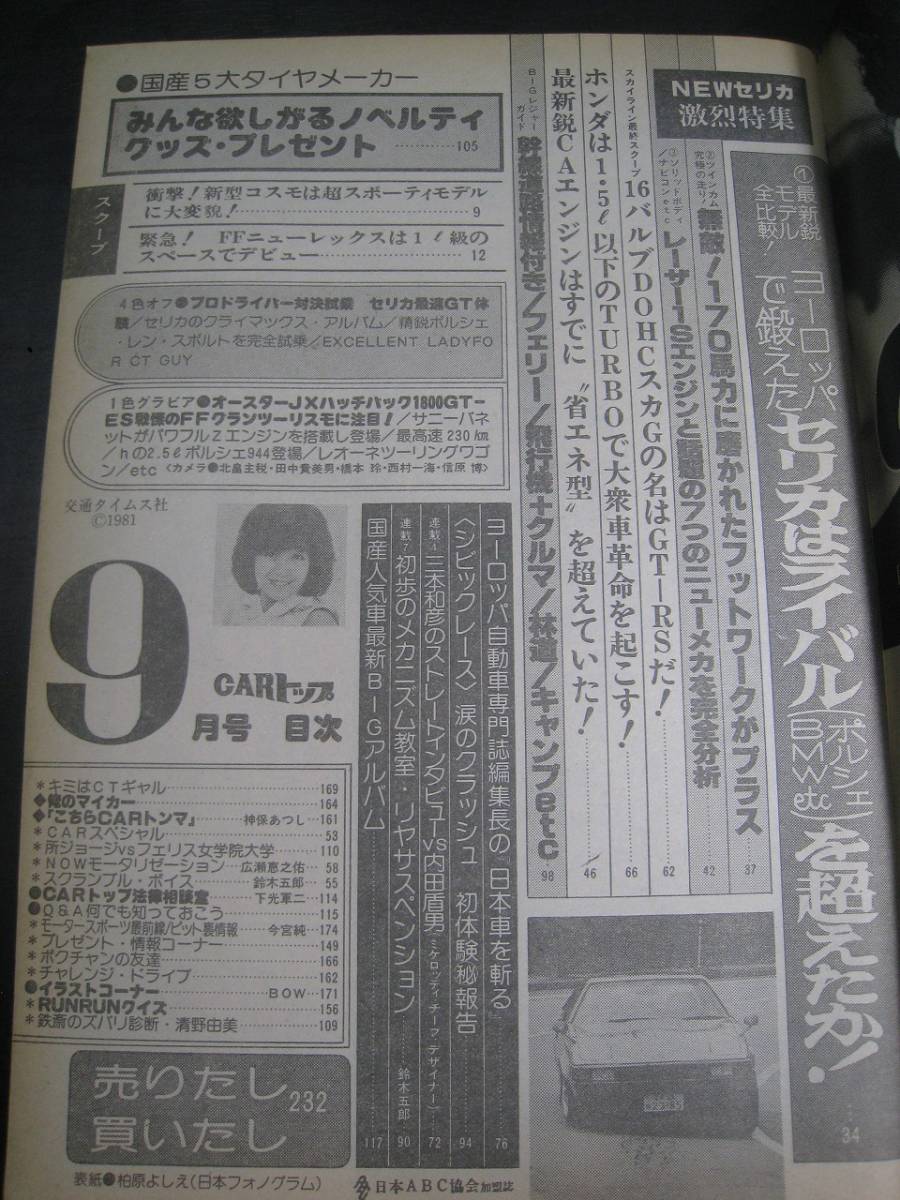 NEWセリカ
激烈特集
①最新鋭
モデル
全比較!
ヨーロッパ
で鍛えた
セリカはライバル(ポルシェ BMW etc)を超えたか!
34
②ツインカム
究極の走り!
無敵!170馬力に磨かれたフットワークがプラス
37
③ソリッドボディ
/ナビコンetc
レーザー1Sエンジンと話題の7つのニューメカを完全分析
42
スカイライン最終スクープ
16バルブDOHCスカGの名はGT-RSだ!
62
ホンダは1・5ℓ以下のTURBOで大衆車革命を起こす!
66
最新鋭CAエンジンはすでに〝省エネ型〟を超えていた!
46
BIGレジャー
ガイド
幹線道路情報付き/フェリー/飛行機+クルマ/林道/キャンプetc
98
●国産5大タイヤメーカー
みんな欲しがるノベルティ
グッズ・プレゼント……105
スクープ
衝撃!新型コスモは超スポーティモデル
に大変貌!……9
緊急! FFニューレックスは1ℓ級の
スペースでデビュー……12
4色オフ●プロドライバー対決試乗 セリカ最速GT体
験/セリカのクライマックス・アルバム/精鋭ポルシェ
・レン・スポルトを完全試乗/EXCELLENT LADYFO
R CT GUY
1色グラビア●オースターJXハッチバック1800GT-
ES戦慄のFFグランツーリスモに注目!/サニーバネ
ットがパワフルZエンジンを搭載し登場/最高速230km
/hの2.5ℓポルシェ944登場/レオーネツーリングワゴ
ン/etc 〈カメラ●北畠主税・田中貴美男・橋本 玲・西村一海・信原 博〉
ヨーロッパ自動車専門誌編集長の『日本車を斬る』
76
〈シビックレース〉涙のクラッシュ 初体験㊙報告
94
連載④三本和彦のストレートインタビューvs内田盾男(ミケロッティ・チーフ・デザイナー)
72
連載⑦初歩のメカニズム教室・リヤサスペンション……鈴木五郎
90
国産人気車最新BIGアルバム
117
交通タイムス社
©1981
9
CARトップ
月号 目次
*キミはCTギャル……169
◆俺のマイカー……164
◆「こちらCARトンマ」……神保あつし…161
*CARスペシャル……53
*所ジョージvsフェリス女学院大学……110
*NOWモータリゼーション…広瀬恵之佑…58
*スクランブル・ボイス……鈴木五郎…55
●CARトップ法律相談室……下光軍二…114
●Q&A何でも知っておこう……115
*モータースポーツ最前線/ピット裏情報……今宮純…174
*プレゼント・情報コーナー……149
*ボクチャンの友達……166
*チャレンジ・ドライブ……162
●イラストコーナー……BOW…171
*RUNRUNクイズ……156
*鉄斎のズバリ診断・清野由美……109
売りたし
買いたし
232
表紙●柏原よしえ(日本フォノグラム)
日本ABC協会加盟誌